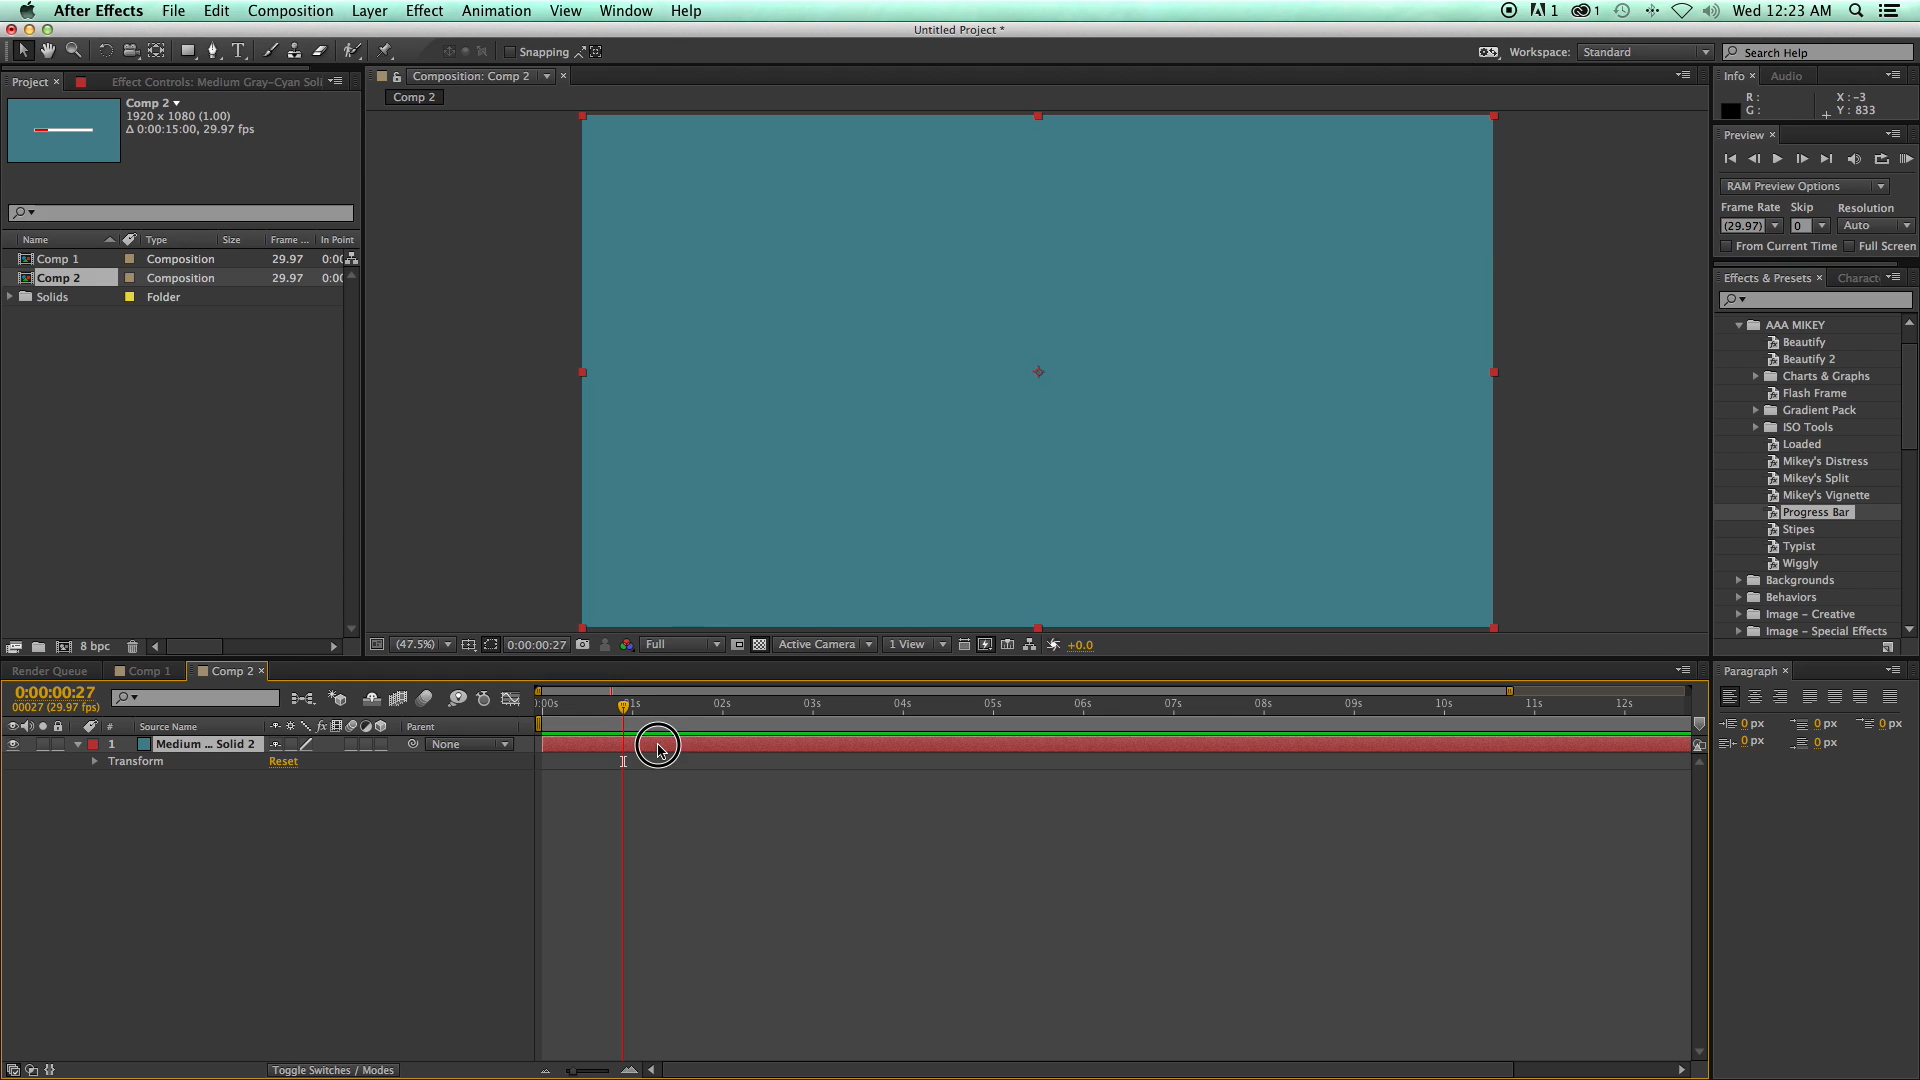 After Effects File Edit Composition Layer Effect Animation View Window Help 1 1 Wed 12:23 AM
Untitled Project *
Snapping Workspace: Standard Search Help
Project × Effect Controls: Medium Gray-Cyan Soli
Composition: Comp 2 ×
Info × Audio
Comp 2
1920 x 1080 (1.00)
Δ 0:00:15:00, 29.97 fps
Comp 2
R :
G :
X : -3
Y : 833
Preview ×
RAM Preview Options
Frame Rate Skip Resolution
(29.97) 0 Auto
From Current Time Full Screen
Name Type Size Frame ... In Point
Comp 1 Composition 29.97 0:00
Comp 2 Composition 29.97 0:00
Solids Folder
Effects & Presets × Charact
AAA MIKEY
Beautify
Beautify 2
Charts & Graphs
Flash Frame
Gradient Pack
ISO Tools
Loaded
Mikey's Distress
Mikey's Split
Mikey's Vignette
Progress Bar
Stipes
Typist
Wiggly
Backgrounds
Behaviors
Image – Creative
Image – Special Effects
8 bpc
(47.5%) 0:00:00:27 Full Active Camera 1 View +0.0
Render Queue Comp 1 Comp 2 ×
0:00:00:27
00027 (29.97 fps)
:00s 01s 02s 03s 04s 05s 06s 07s 08s 09s 10s 11s 12s
# Source Name Parent
1 Medium ... Solid 2 None
Transform Reset
Toggle Switches / Modes
Paragraph ×
0 px 0 px 0 px
0 px 0 px